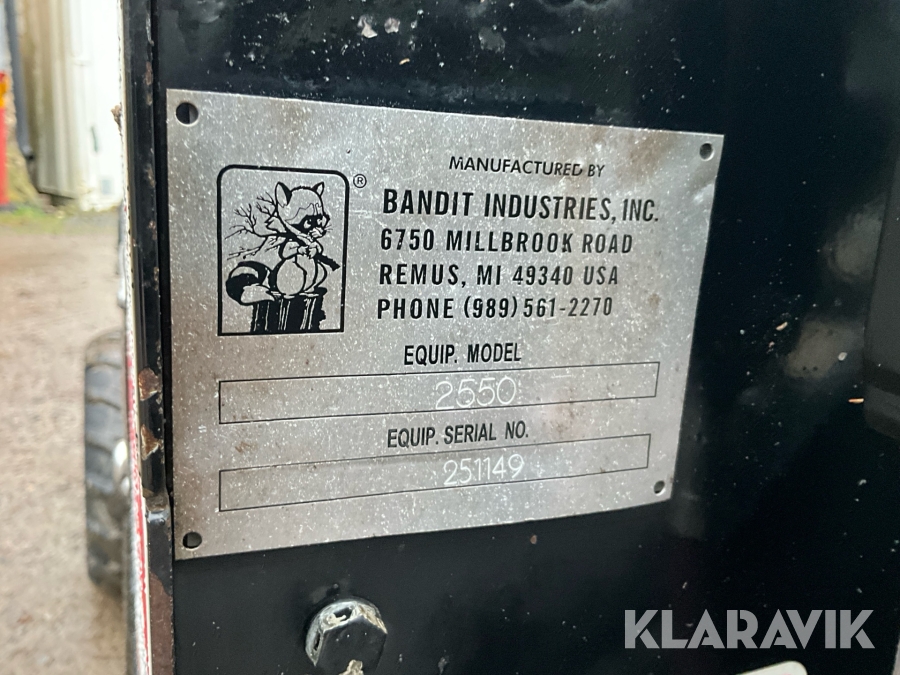 ®
MANUFACTURED BY
BANDIT INDUSTRIES, INC.
6750 MILLBROOK ROAD
REMUS, MI 49340 USA
PHONE (989) 561-2270
EQUIP. MODEL
2550
EQUIP. SERIAL NO.
251149
KLARAVIK